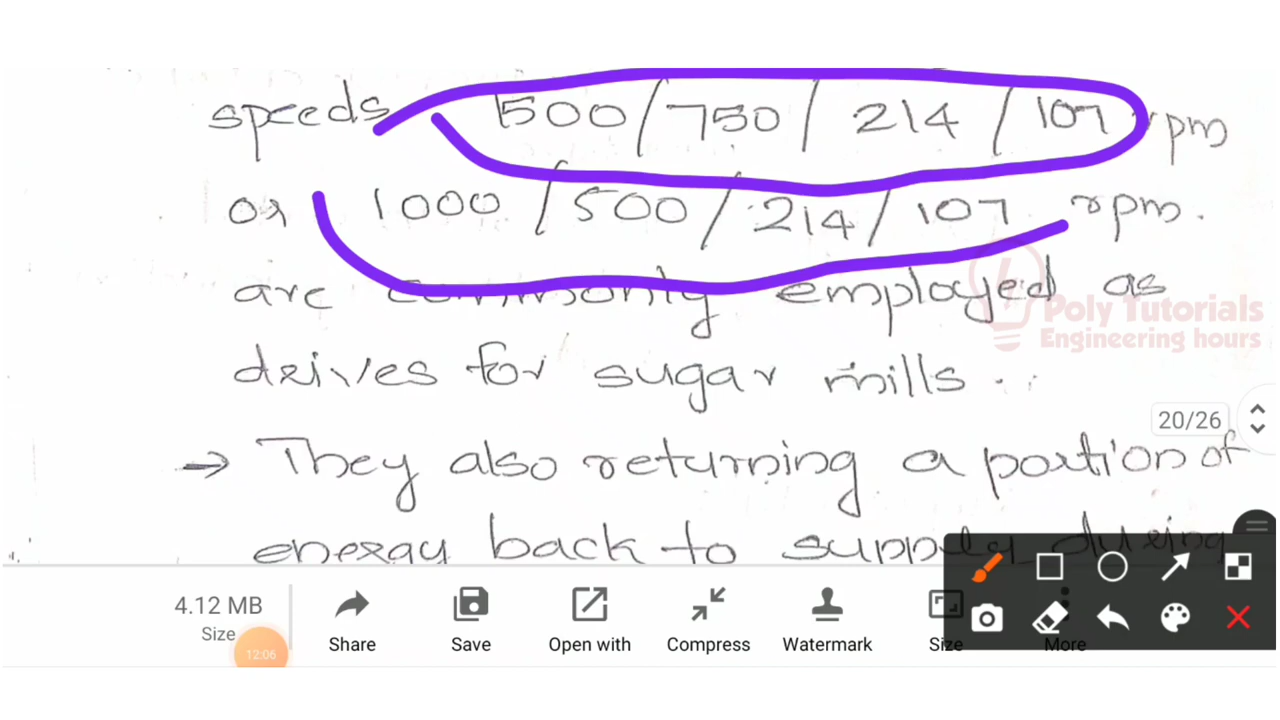 speeds 1500/750/214/107 rpm
or 1000/500/214/107 rpm.
are commonly employed as
drives for sugar mills.
→ They also returning a portion of
energy back to supply during
Poly Tutorials
Engineering hours
20/26
4.12 MB
Size
12:06
Share
Save
Open with
Compress
Watermark
Size
More